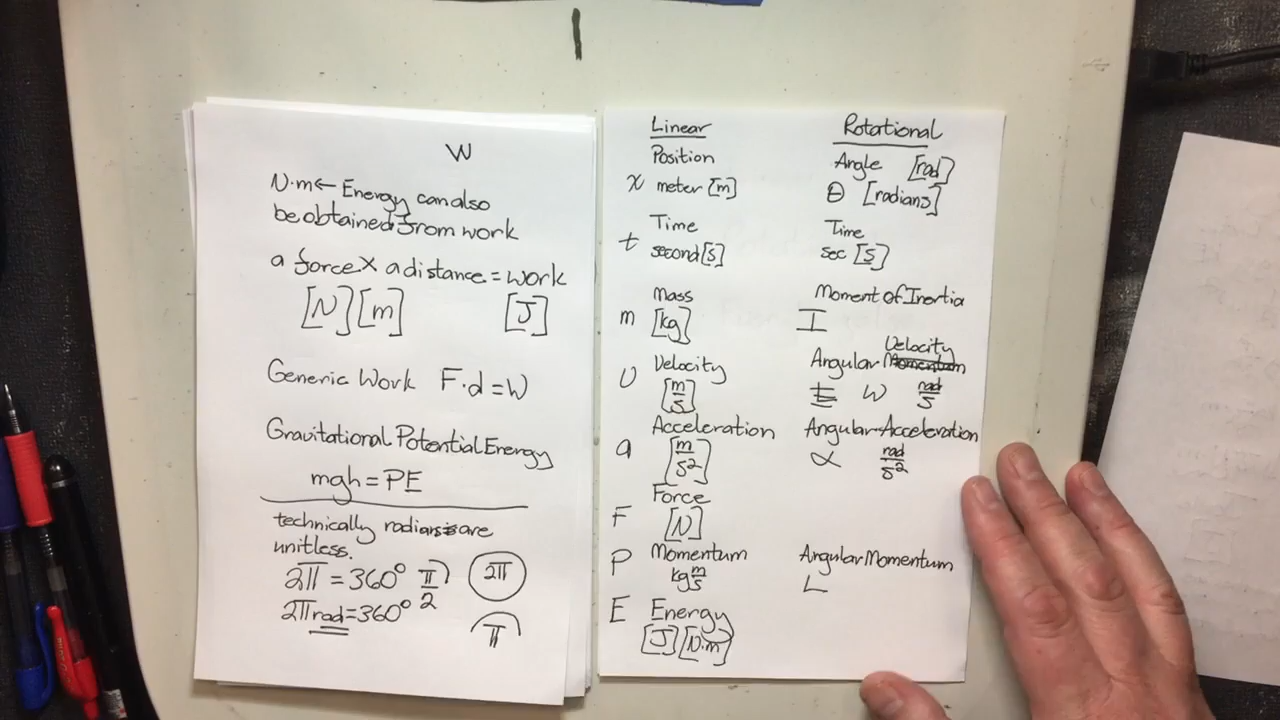 W
N·m← Energy can also
be obtained from work
a force X a distance = work
[N][m] [J]
Generic Work F·d=W
Gravitational Potential Energy
mgh = PE
technically radians are
unitless.
2π = 360° π/2 2π
2π rad = 360°
π
Linear
Position
x meter [m]
Time
t second [s]
Mass
m [kg]
Velocity
v [m/s]
Acceleration
a [m/s²]
Force
F [N]
P Momentum
kg m/s
E Energy
[J] [N·m]
Rotational
Angle [rad]
θ [radians]
Time
sec [s]
Moment of Inertia
I
Velocity
Angular Momentum
ω rad/s
Angular Acceleration
α rad/s²
Angular Momentum
L